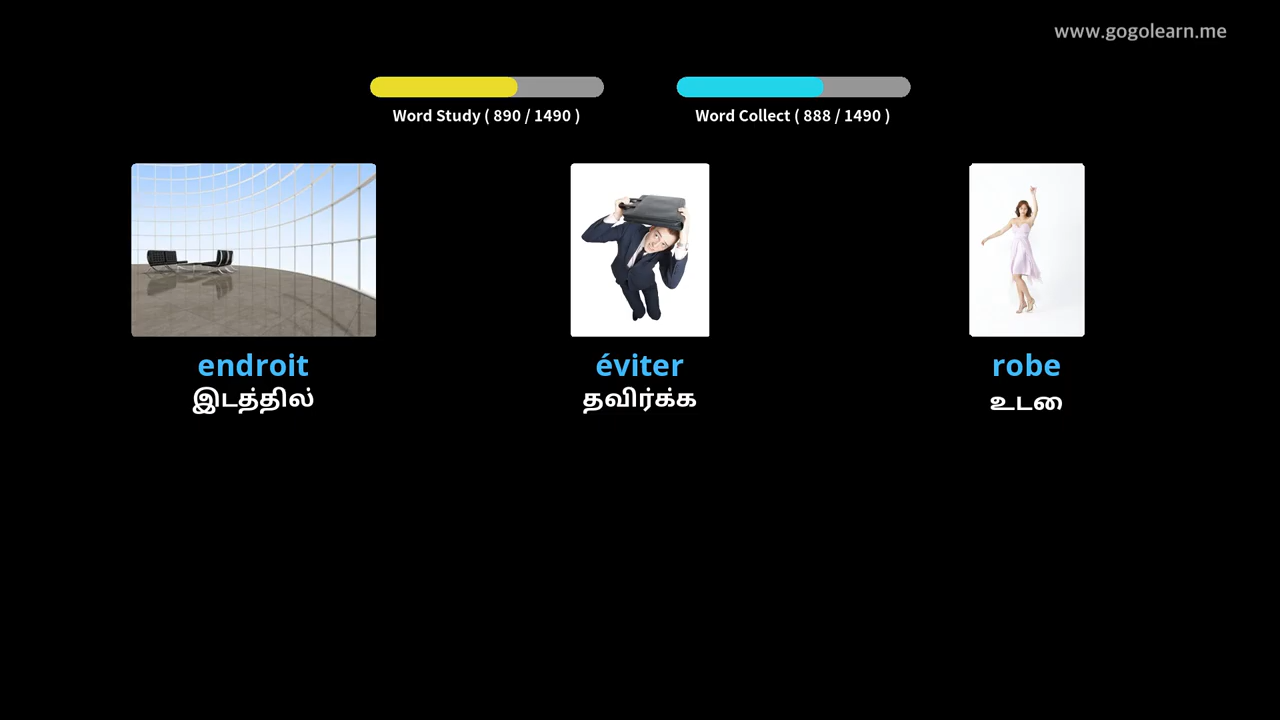 www.gogolearn.me
Word Study ( 890 / 1490 )
Word Collect ( 888 / 1490 )
endroit
இடத்தில்
éviter
தவிர்க்க
robe
உடை